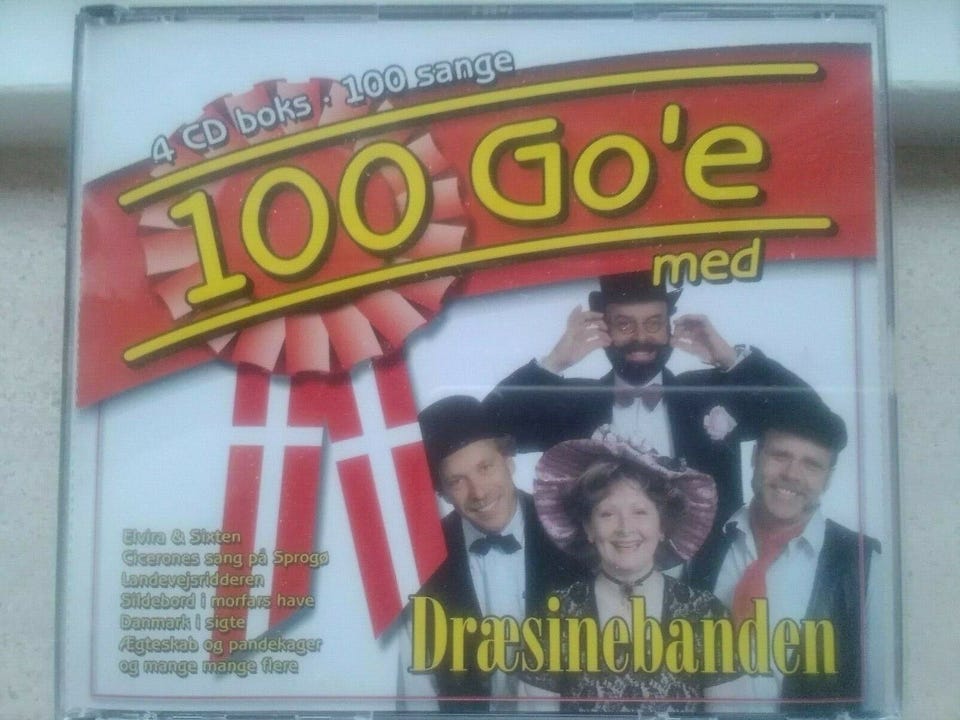 4 CD boks · 100 sange
100 Go'e
med
Elvira & Sixten
Cicerones sang på Sprogø
Landevejsridderen
Sildebord i morfars have
Danmark i sigte
Ægteskab og pandekager
og mange mange flere
Dræsinebanden